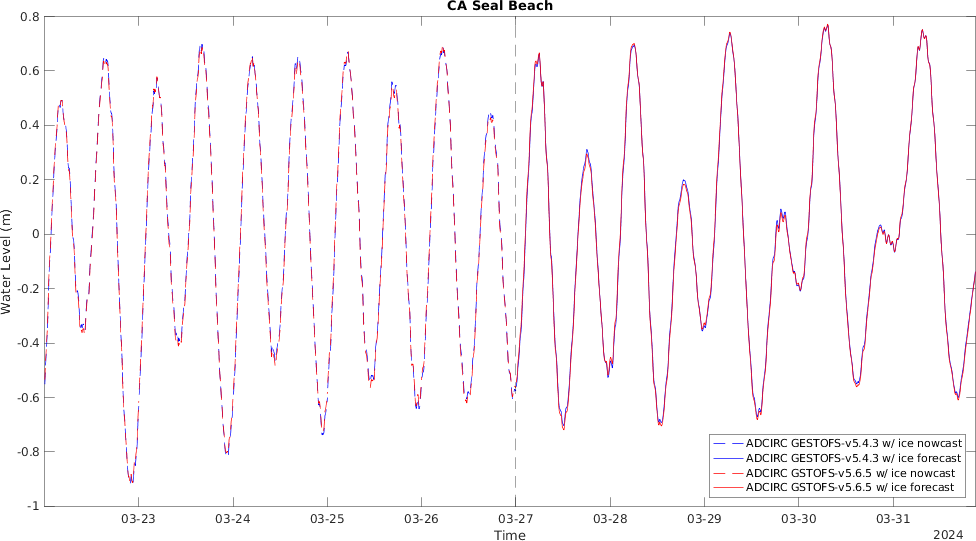 CA Seal Beach
Water Level (m)
0.8
0.6
0.4
0.2
0
-0.2
-0.4
-0.6
-0.8
-1
ADCIRC GESTOFS-v5.4.3 w/ ice nowcast
ADCIRC GESTOFS-v5.4.3 w/ ice forecast
ADCIRC GSTOFS-v5.6.5 w/ ice nowcast
ADCIRC GSTOFS-v5.6.5 w/ ice forecast
03-23 03-24 03-25 03-26 03-27 03-28 03-29 03-30 03-31
Time
2024